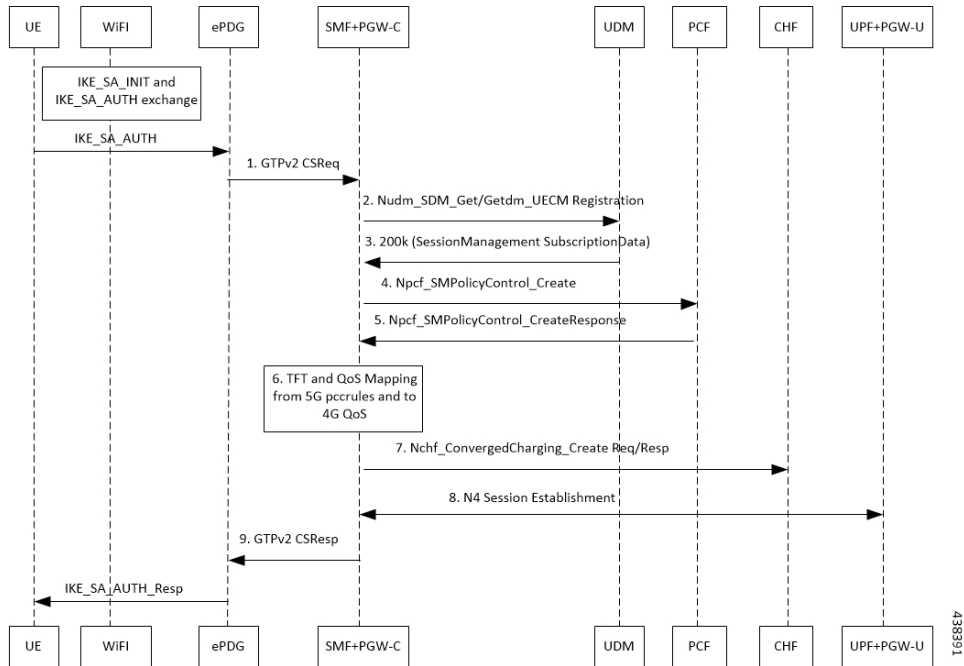 UE
WiFI
ePDG
SMF+PGW-C
UDM
PCF
CHF
UPF+PGW-U
IKE_SA_INIT and
IKE_SA_AUTH exchange
IKE_SA_AUTH
1. GTPv2 CSReq
2. Nudm_SDM_Get/Getdm_UECM Registration
3. 200k (SessionManagement SubscriptionData)
4. Npcf_SMPolicyControl_Create
5. Npcf_SMPolicyControl_CreateResponse
6. TFT and QoS Mapping
from 5G pccrules and to
4G QoS
7. Nchf_ConvergedCharging_Create Req/Resp
8. N4 Session Establishment
9. GTPv2 CSResp
IKE_SA_AUTH_Resp
UE
WiFI
ePDG
SMF+PGW-C
UDM
PCF
CHF
UPF+PGW-U
438391